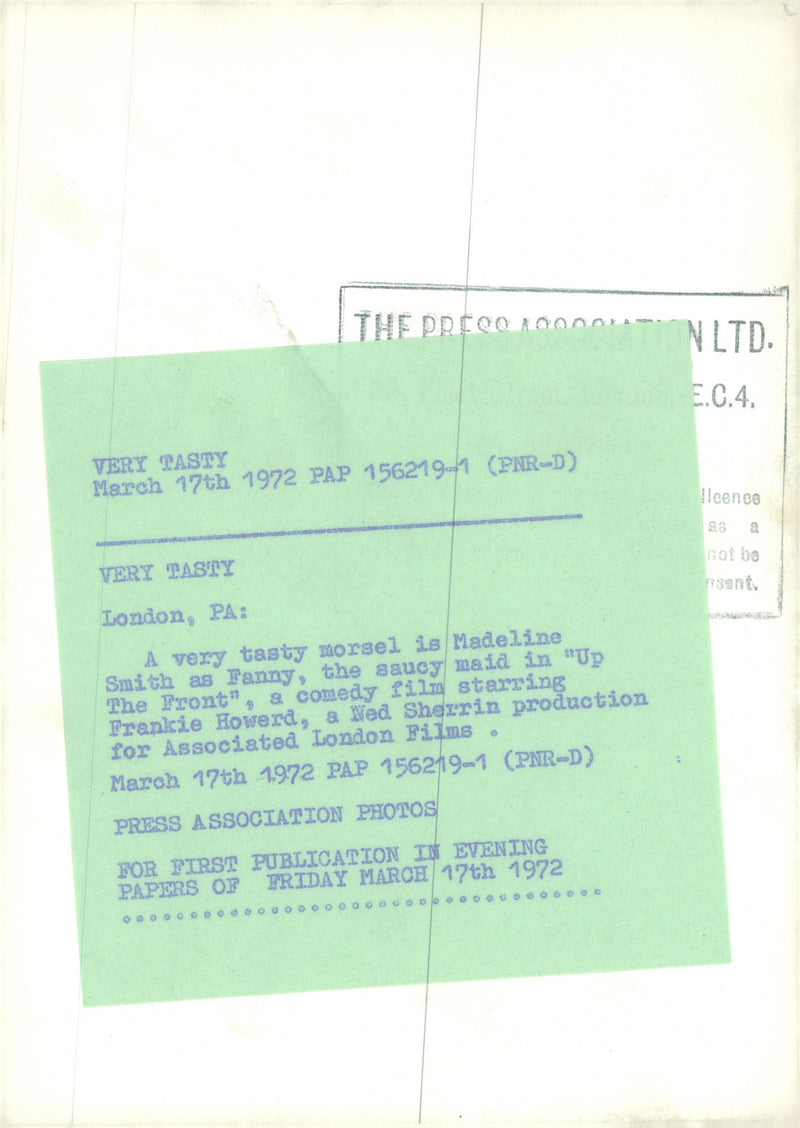 THE PRESS ASSOCIATION LTD.
E.C.4.
licence
as a
not be
VERY TASTY
March 17th 1972 PAP 156219-1 (PNR-D)
VERY TASTY
London, PA:
A very tasty morsel is Madeline
Smith as Fanny, the saucy maid in "Up
The Front", a comedy film starring
Frankie Howerd, a Ned Sherrin production
for Associated London Films .
March 17th 1972 PAP 156219-1 (PNR-D)
PRESS ASSOCIATION PHOTOS
FOR FIRST PUBLICATION IN EVENING
PAPERS OF FRIDAY MARCH 17th 1972